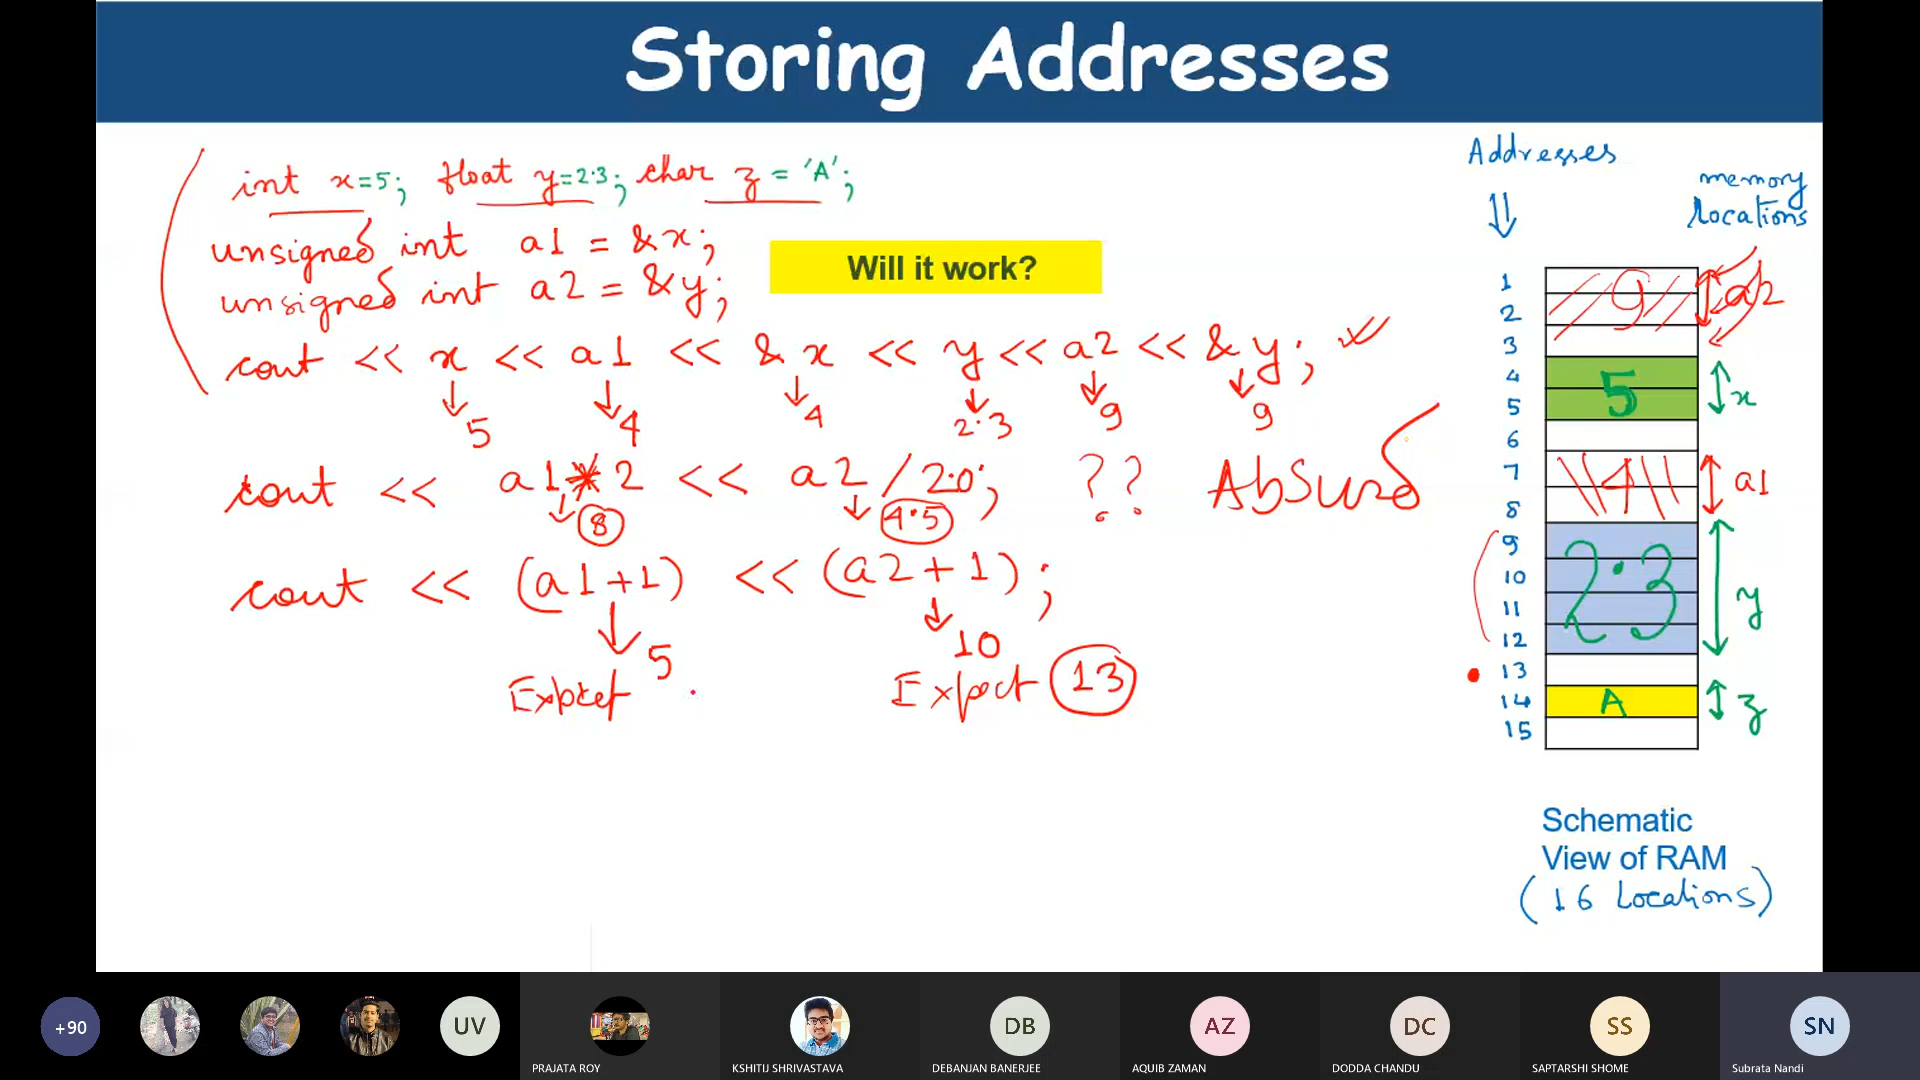 Storing Addresses
int x=5; float y=2.3; char z = 'A';
unsigned int a1 = &x;
unsigned int a2 = &y;
Will it work?
cout << x << a1 << &x << y << a2 << &y;
5 4 4 2.3 9 9
cout << a1*2 << a2/2.0; ?? Absurd
8 4.5
cout << (a1+1) << (a2+1);
5 10
Expect Expect 13
Addresses
memory
locations
1
2 9 a2
3
4
5 5 x
6
7 4 a1
8
9
10 2.3 y
11
12
13
14 A z
15
Schematic
View of RAM
(16 Locations)
+90 UV DB AZ DC SS SN
PRAJATA ROY KSHITIJ SHRIVASTAVA DEBANJAN BANERJEE AQUIB ZAMAN DODDA CHANDU SAPTARSHI SHOME Subrata Nandi